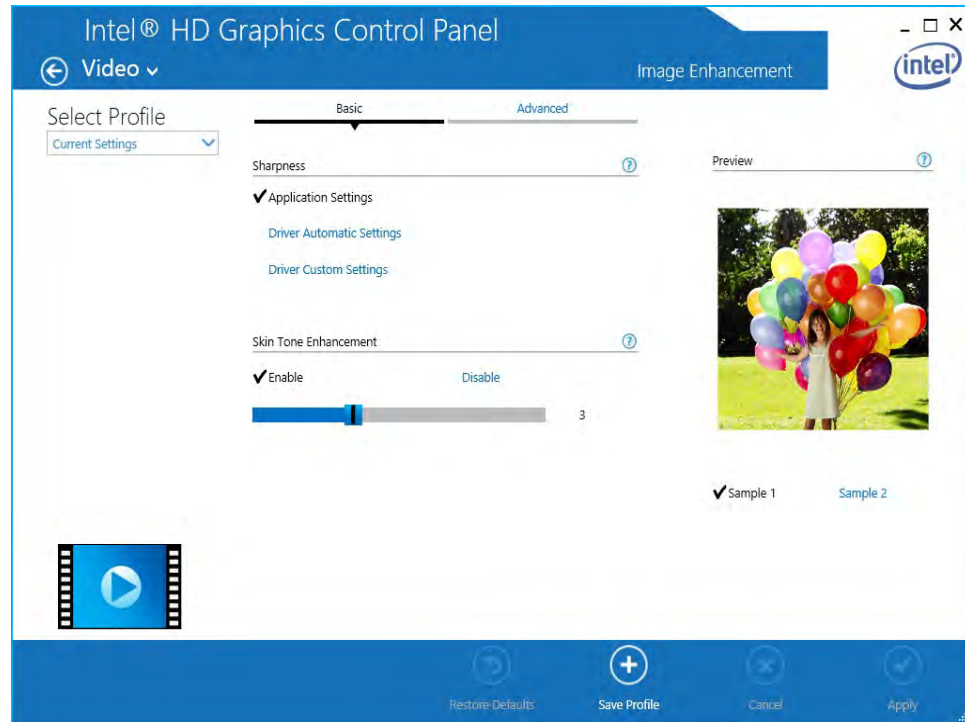 Intel® HD Graphics Control Panel
Video
Image Enhancement
intel
Select Profile
Current Settings
Basic
Advanced
Sharpness
?
Application Settings
Driver Automatic Settings
Driver Custom Settings
Skin Tone Enhancement
?
Enable
Disable
3
Preview
?
Sample 1
Sample 2
Restore Defaults
Save Profile
Cancel
Apply